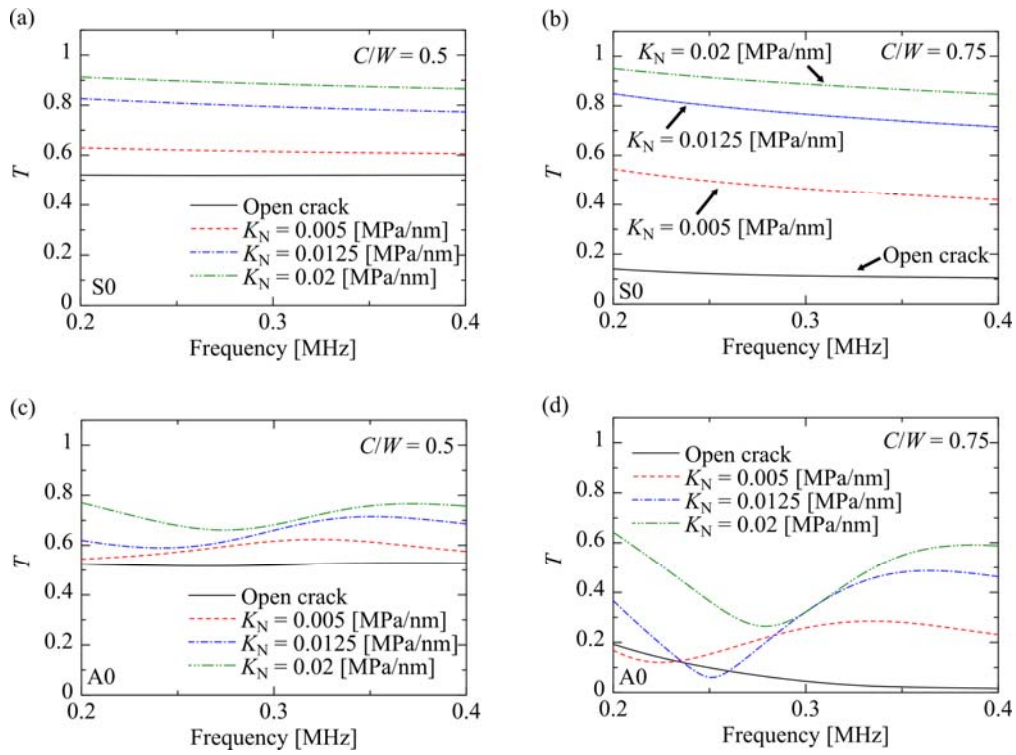 (a)
C/W = 0.5
1
0.8
0.6
0.4
0.2
0
T
Open crack
K_N = 0.005 [MPa/nm]
K_N = 0.0125 [MPa/nm]
K_N = 0.02 [MPa/nm]
S0
0.2
0.3
0.4
Frequency [MHz]
(b)
K_N = 0.02 [MPa/nm]
C/W = 0.75
1
0.8
0.6
0.4
0.2
0
T
K_N = 0.0125 [MPa/nm]
K_N = 0.005 [MPa/nm]
Open crack
S0
0.2
0.3
0.4
Frequency [MHz]
(c)
C/W = 0.5
1
0.8
0.6
0.4
0.2
0
T
Open crack
K_N = 0.005 [MPa/nm]
K_N = 0.0125 [MPa/nm]
K_N = 0.02 [MPa/nm]
A0
0.2
0.3
0.4
Frequency [MHz]
(d)
C/W = 0.75
1
0.8
0.6
0.4
0.2
0
T
Open crack
K_N = 0.005 [MPa/nm]
K_N = 0.0125 [MPa/nm]
K_N = 0.02 [MPa/nm]
A0
0.2
0.3
0.4
Frequency [MHz]